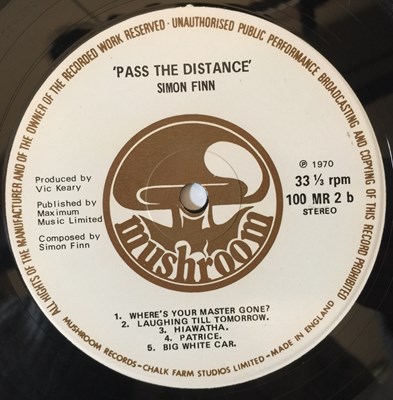 ALL RIGHTS OF THE MANUFACTURER AND OF THE OWNER OF THE RECORDED WORK RESERVED · UNAUTHORISED PUBLIC PERFORMANCE BROADCASTING AND COPYING OF THIS RECORD PROHIBITED
'PASS THE DISTANCE'
SIMON FINN
Produced by
Vic Keary
Published by
Maximum
Music Limited
Composed by
Simon Finn
℗ 1970
33 ⅓ rpm
100 MR 2 b
STEREO
mushroom
1. WHERE'S YOUR MASTER GONE?
2. LAUGHING TILL TOMORROW.
3. HIAWATHA.
4. PATRICE.
5. BIG WHITE CAR.
MUSHROOM RECORDS — CHALK FARM STUDIOS LIMITED — MADE IN ENGLAND